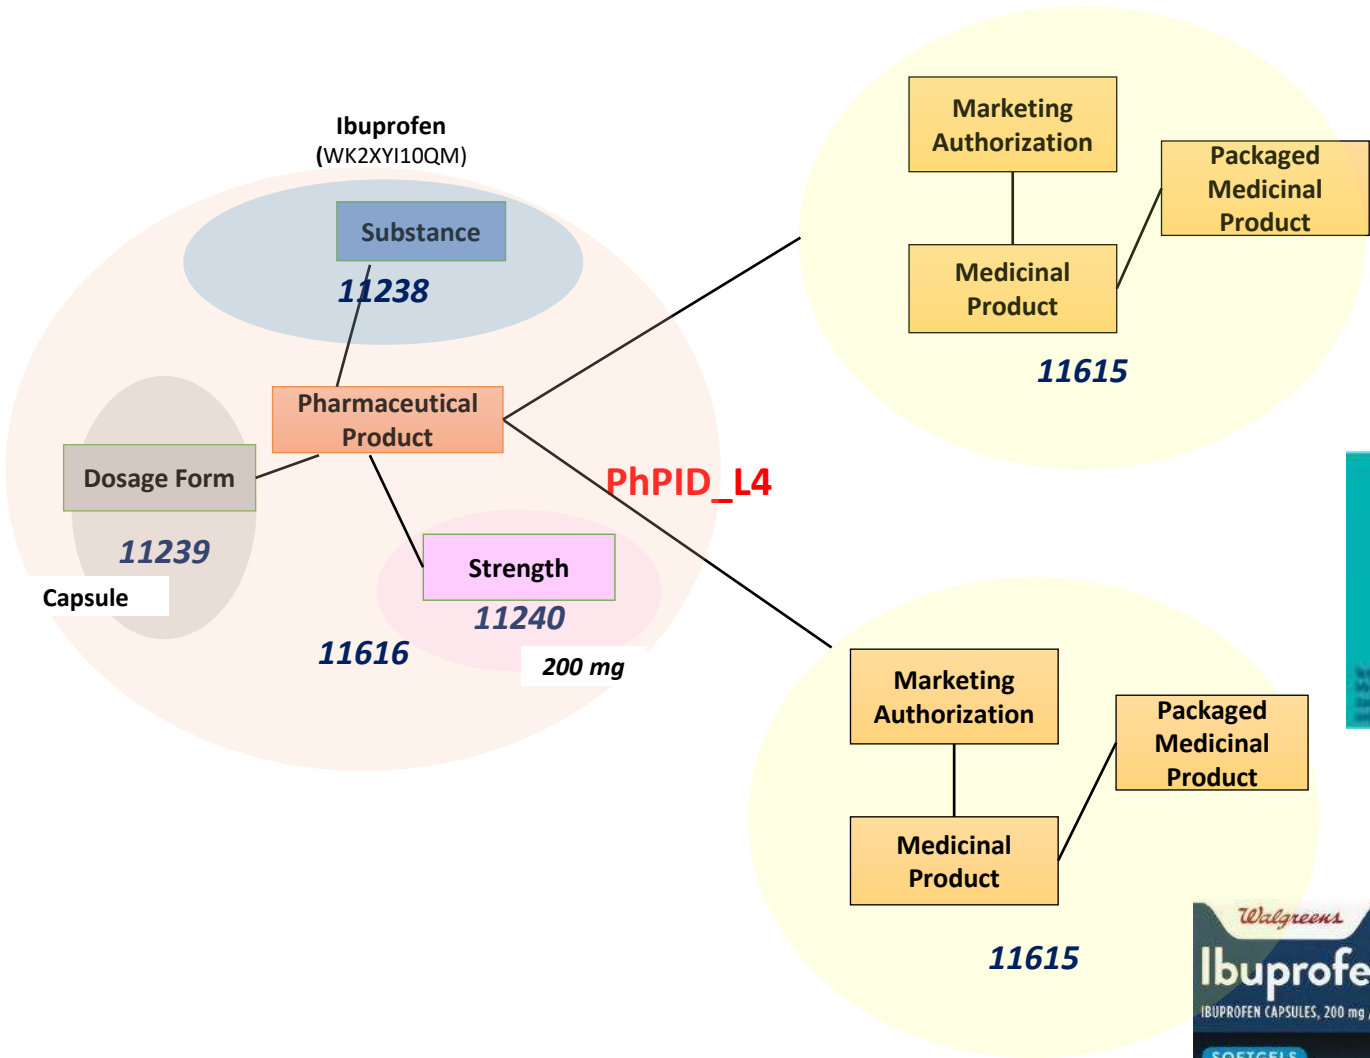 Ibuprofen
(WK2XYI10QM)
Substance
11238
Pharmaceutical
Product
Dosage Form
11239
Capsule
Strength
11240
200 mg
11616
PhPID_L4
Marketing
Authorization
Packaged
Medicinal
Product
Medicinal
Product
11615
Marketing
Authorization
Packaged
Medicinal
Product
Medicinal
Product
11615
Walgreens
Ibuprofe
IBUPROFEN CAPSULES, 200 mg
SOFTGELS